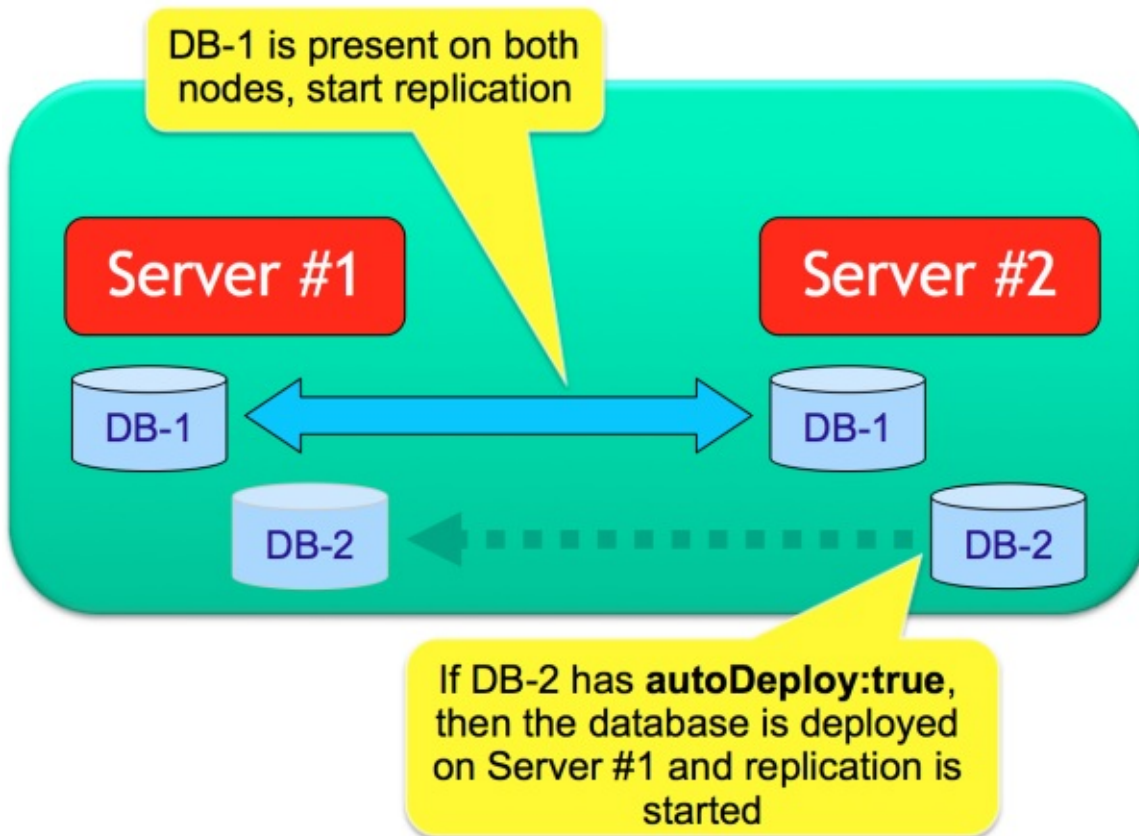 DB-1 is present on both
nodes, start replication
Server #1
Server #2
DB-1
DB-1
DB-2
DB-2
If DB-2 has autoDeploy:true,
then the database is deployed
on Server #1 and replication is
started